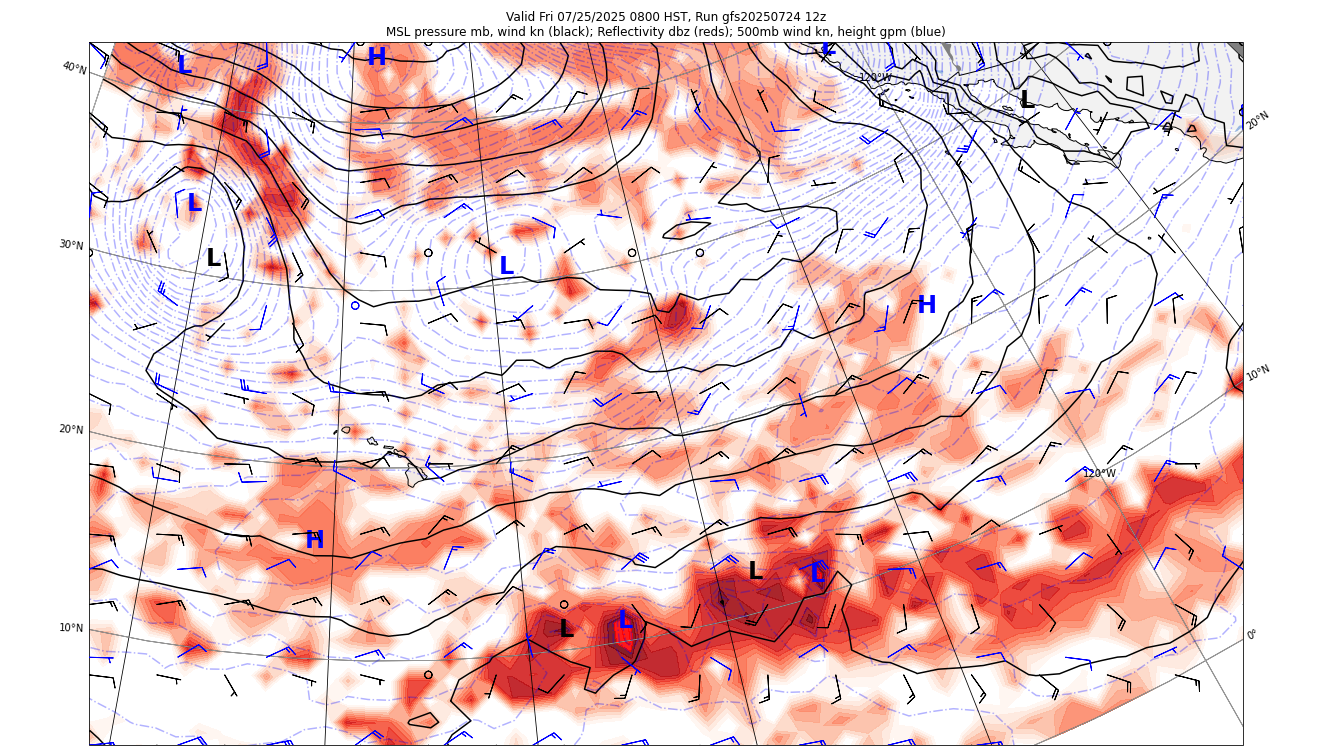 Valid Fri 07/25/2025 0800 HST, Run gfs20250724 12z
MSL pressure mb, wind kn (black); Reflectivity dbz (reds); 500mb wind kn, height gpm (blue)
L
H
L
40°N
120°W
L
20°N
L
L
30°N
L
H
10°N
20°N
120°W
H
L
L
10°N
L
L
0°